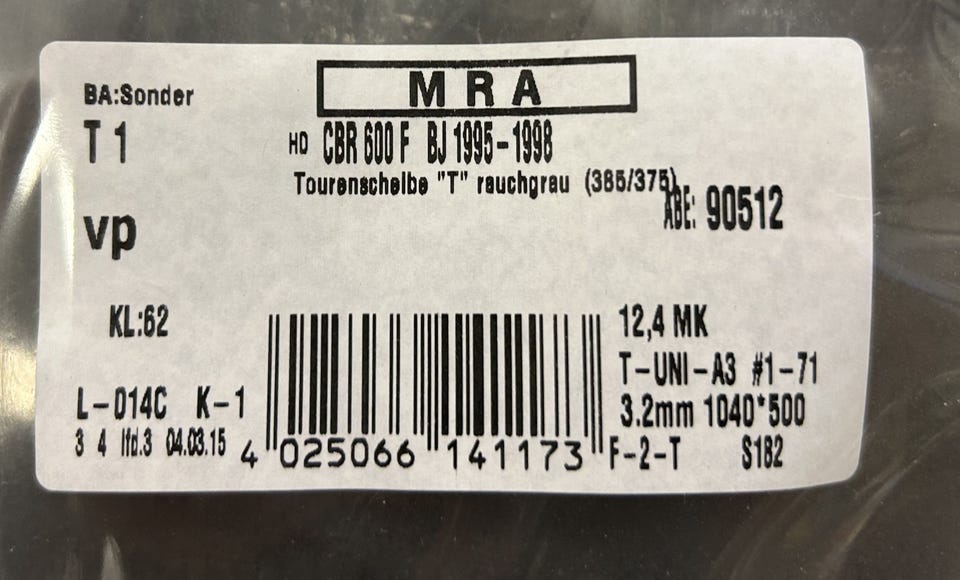 BA:Sonder
MRA
T 1
HO CBR 600 F BJ 1995-1998
Tourenscheibe "T" rauchgrau (385/375)
ABE: 90512
vp
KL:62
12,4 MK
T-UNI-A3 #1-71
L-014C K-1
3.2mm 1040*500
3 4 lfd.3 04.03.15
4 025066 141173
F-2-T S182